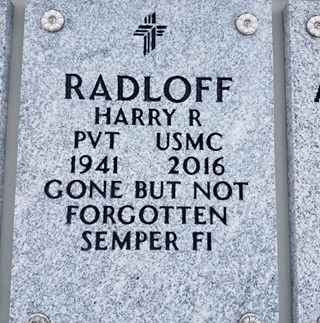 RADLOFF
HARRY R
PVT USMC
1941 2016
GONE BUT NOT
FORGOTTEN
SEMPER FI